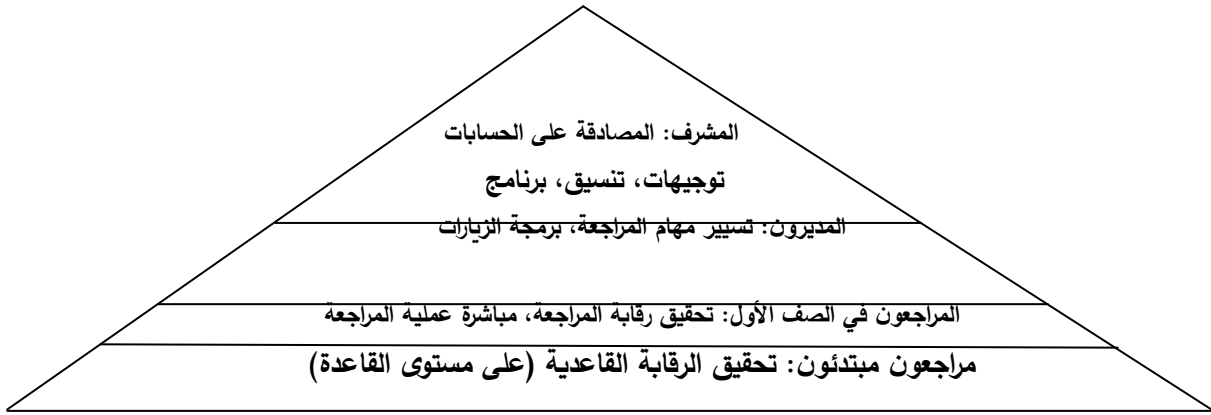 المشرف: المصادقة على الحسابات
توجيهات، تنسيق، برنامج
المديرون: تسيير مهام المراجعة، برمجة الزيارات
المراجعون في الصف الأول: تحقيق رقابة المراجعة، مباشرة عملية المراجعة
مراجعون مبتدئون: تحقيق الرقابة القاعدية (على مستوى القاعدة)